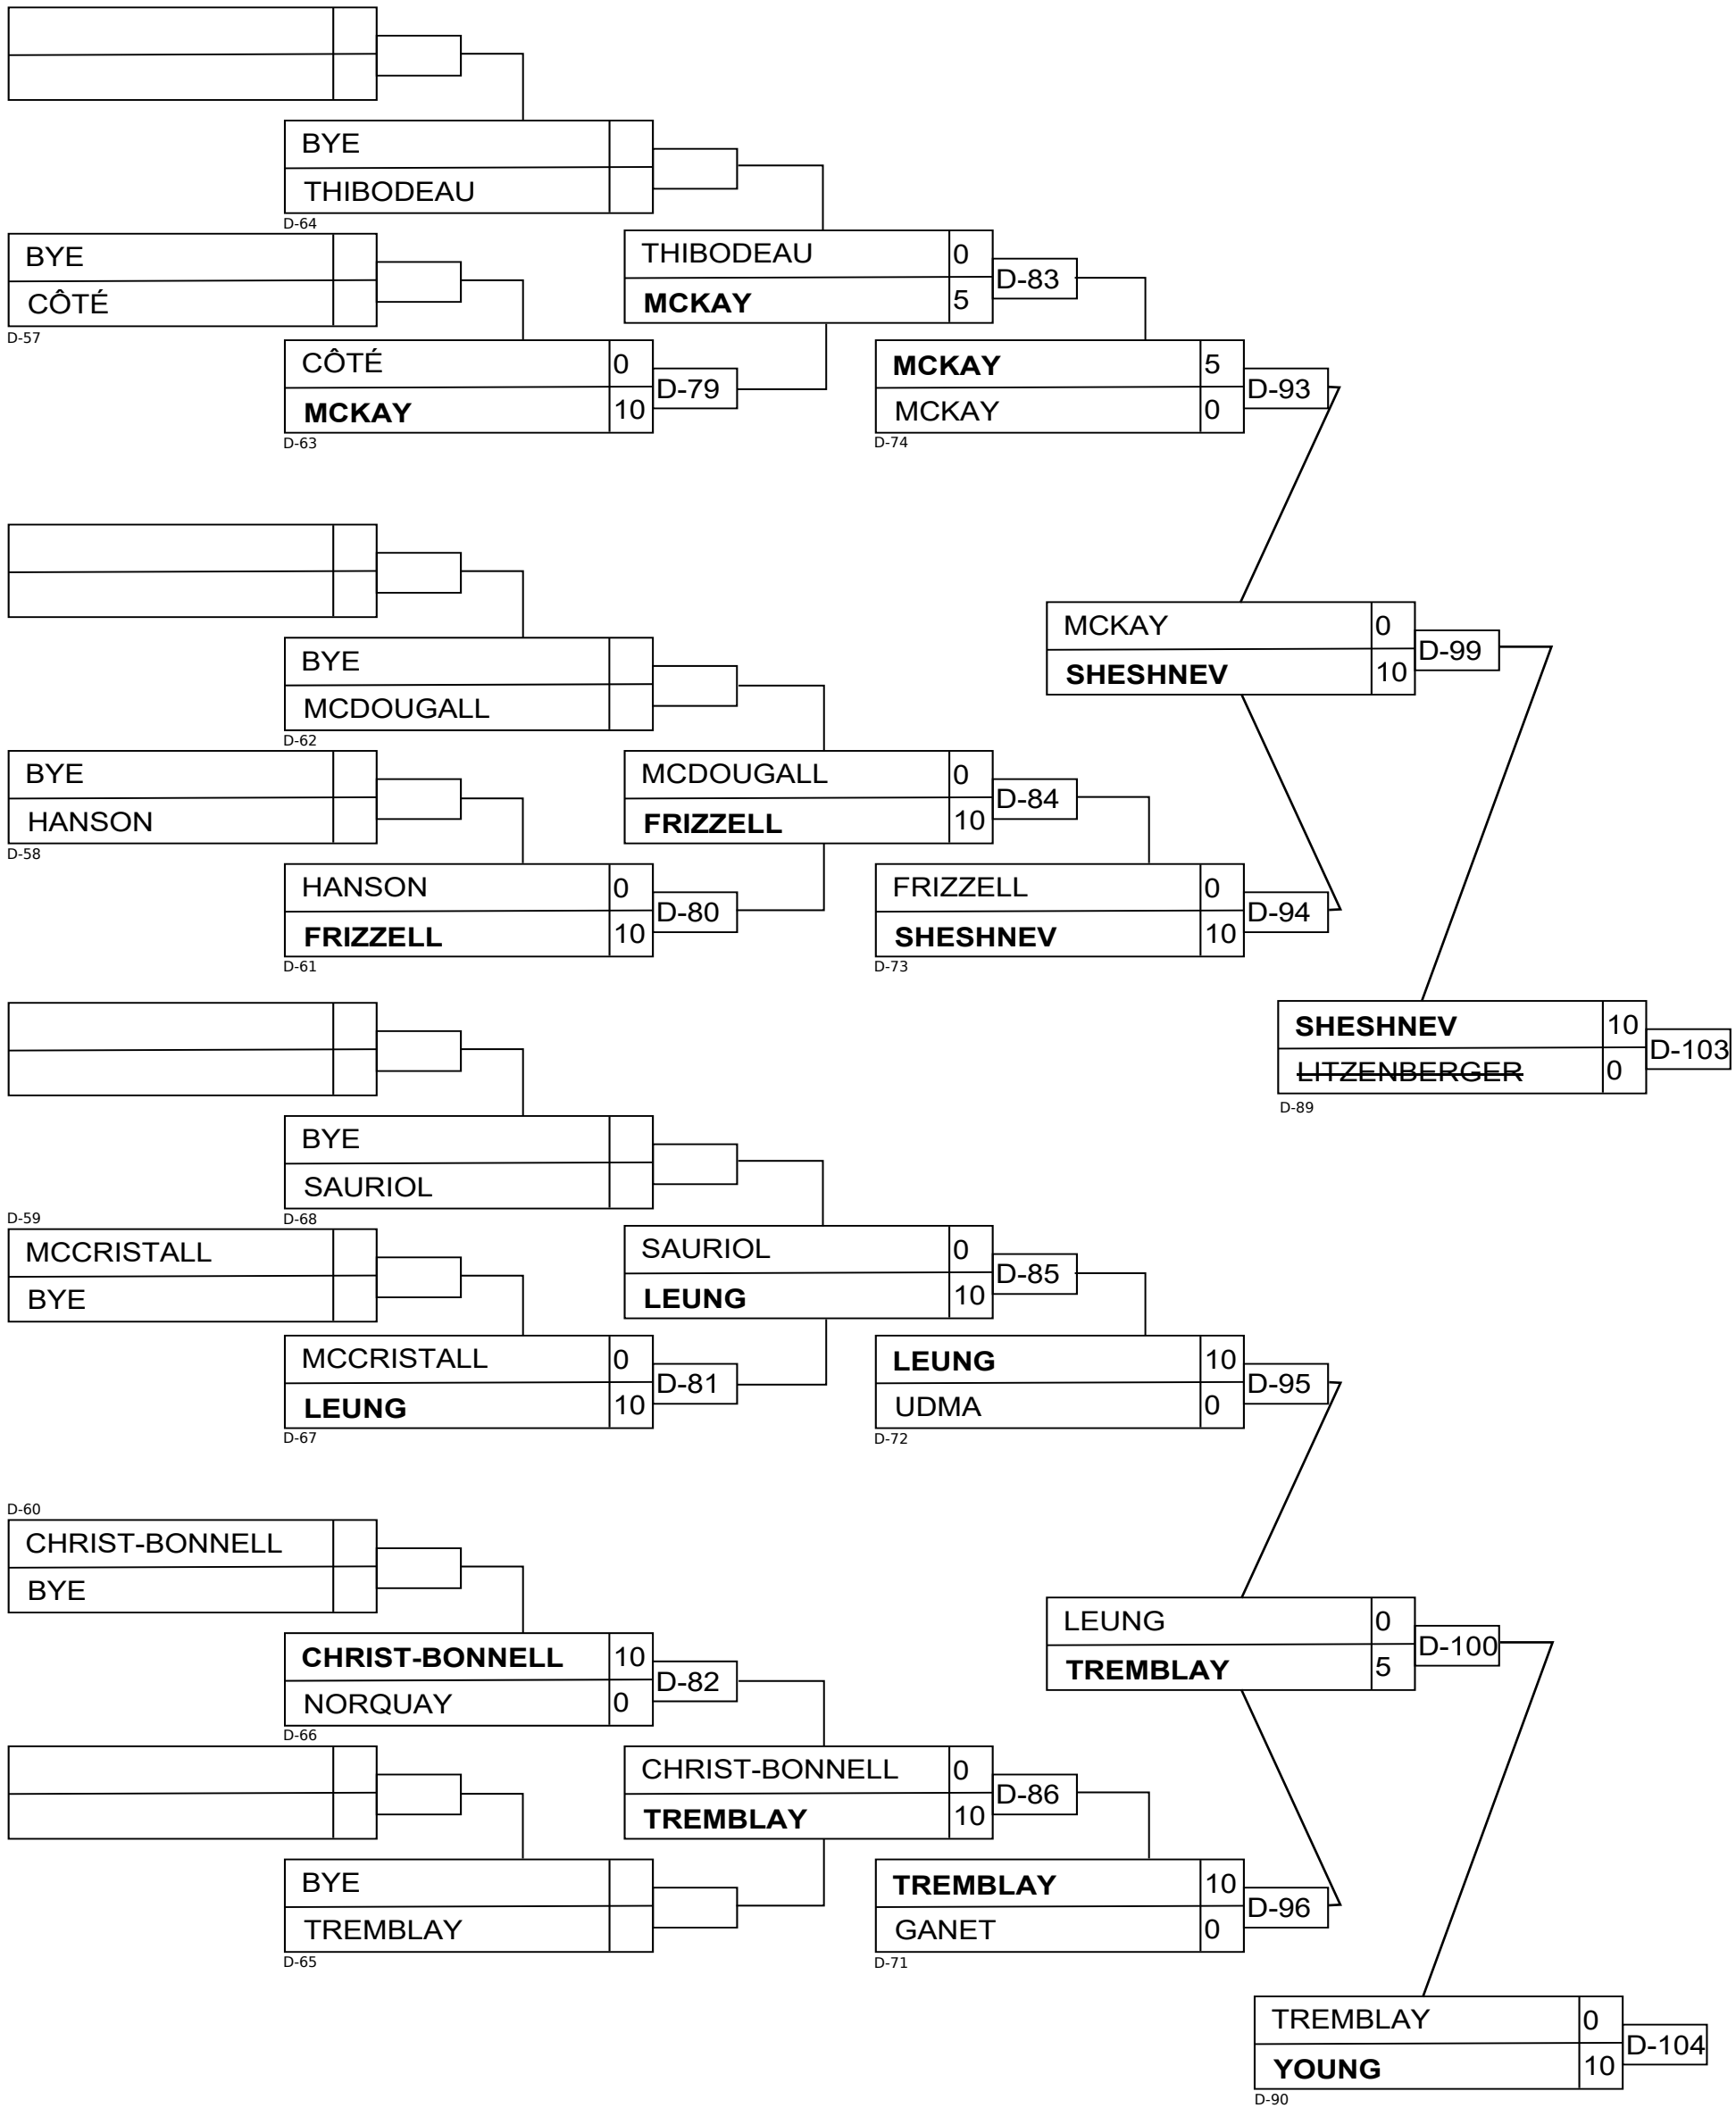 BYE
THIBODEAU
D-64
BYE
CÔTÉ
D-57
THIBODEAU 0
MCKAY 5
D-83
CÔTÉ 0
MCKAY 10
D-79
D-63
MCKAY 5
MCKAY 0
D-93
D-74
MCKAY 0
SHESHNEV 10
D-99
BYE
MCDOUGALL
D-62
BYE
HANSON
D-58
MCDOUGALL 0
FRIZZELL 10
D-84
HANSON 0
FRIZZELL 10
D-80
D-61
FRIZZELL 0
SHESHNEV 10
D-94
D-73
SHESHNEV 10
LITZENBERGER 0
D-103
D-89
BYE
SAURIOL
D-68
D-59
MCCRISTALL
BYE
SAURIOL 0
LEUNG 10
D-85
MCCRISTALL 0
LEUNG 10
D-81
D-67
LEUNG 10
UDMA 0
D-95
D-72
D-60
CHRIST-BONNELL
BYE
LEUNG 0
TREMBLAY 5
D-100
CHRIST-BONNELL 10
NORQUAY 0
D-82
D-66
CHRIST-BONNELL 0
TREMBLAY 10
D-86
BYE
TREMBLAY
D-65
TREMBLAY 10
GANET 0
D-96
D-71
TREMBLAY 0
YOUNG 10
D-104
D-90